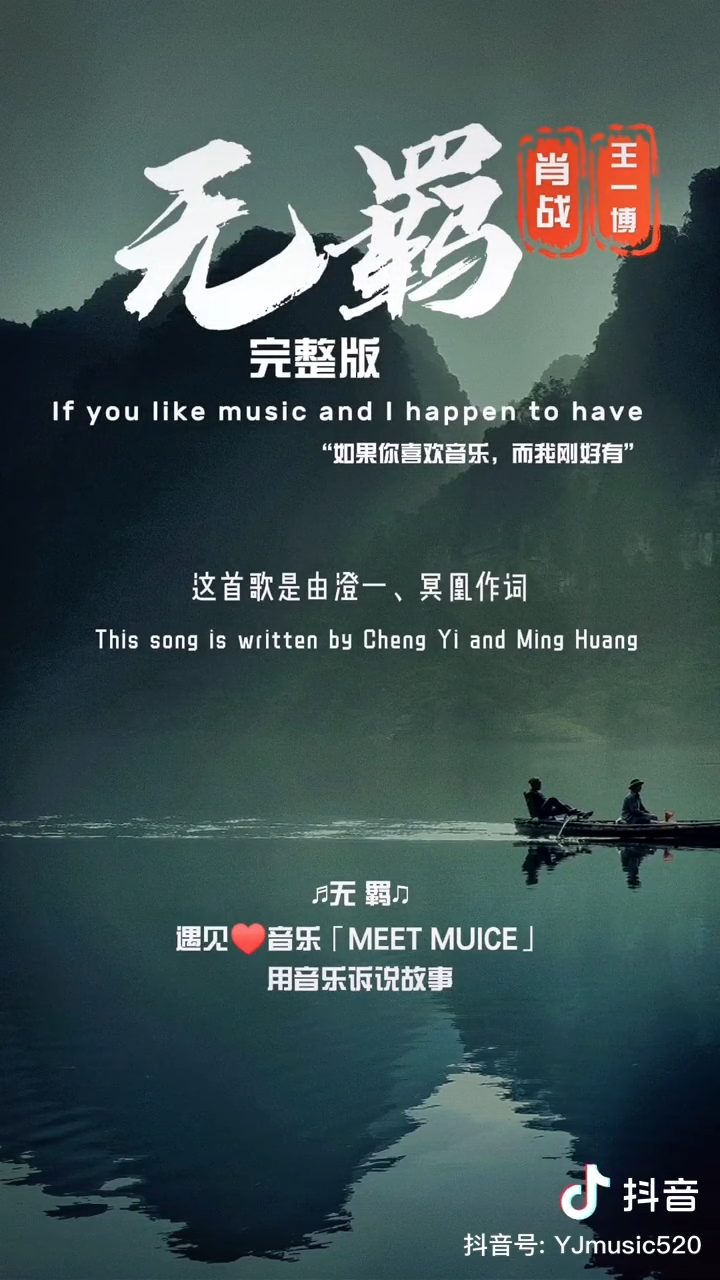 无羁
肖战
王一博
完整版
If you like music and I happen to have
“如果你喜欢音乐，而我刚好有”
这首歌是由澄一、冥凰作词
This song is written by Cheng Yi and Ming Huang
♬无 羁♫
遇见♥音乐「MEET MUICE」
用音乐诉说故事
抖音
抖音号: YJmusic520